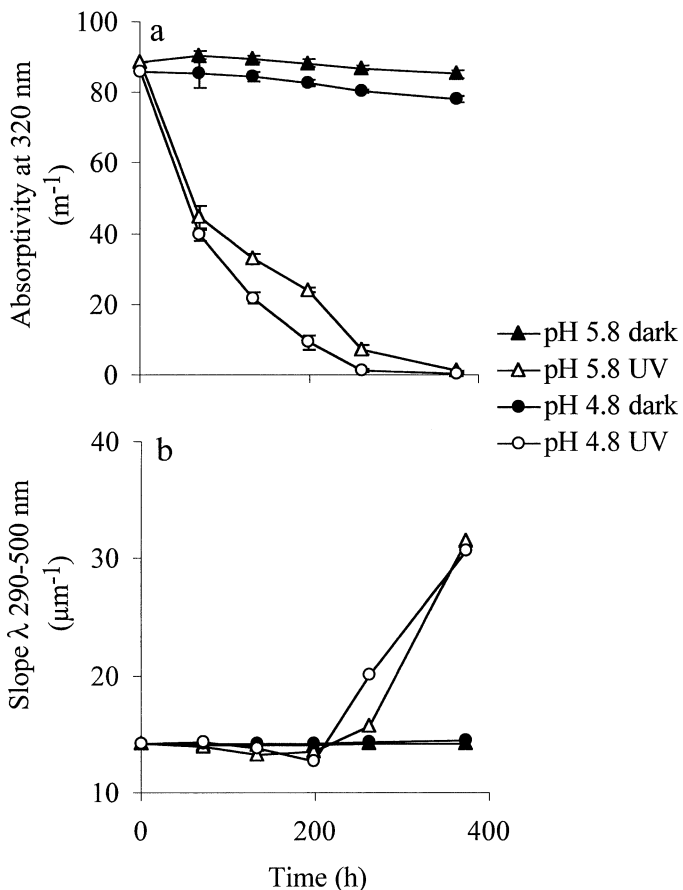 a
100
80
60
40
20
0
Absorptivity at 320 nm
(m-1)
pH 5.8 dark
pH 5.8 UV
pH 4.8 dark
pH 4.8 UV
b
40
30
20
10
Slope λ 290-500 nm
(μm-1)
0
200
400
Time (h)